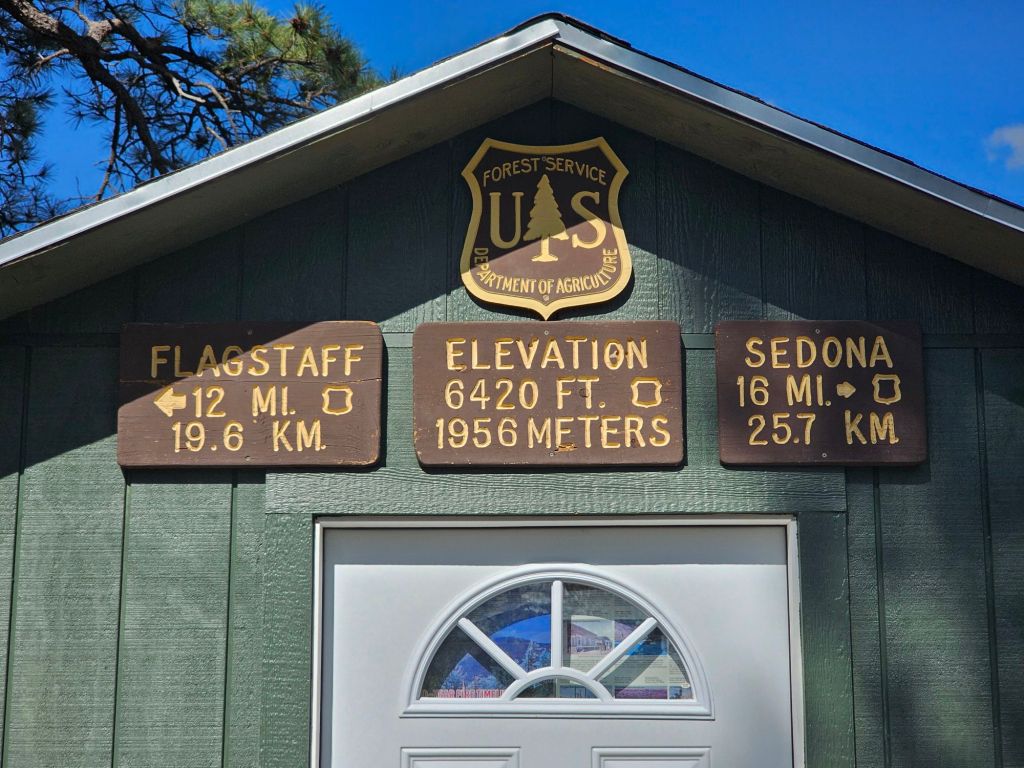 FOREST SERVICE
U S
DEPARTMENT OF AGRICULTURE
FLAGSTAFF
12 MI.
19.6 KM.
ELEVATION
6420 FT.
1956 METERS
SEDONA
16 MI.
25.7 KM.